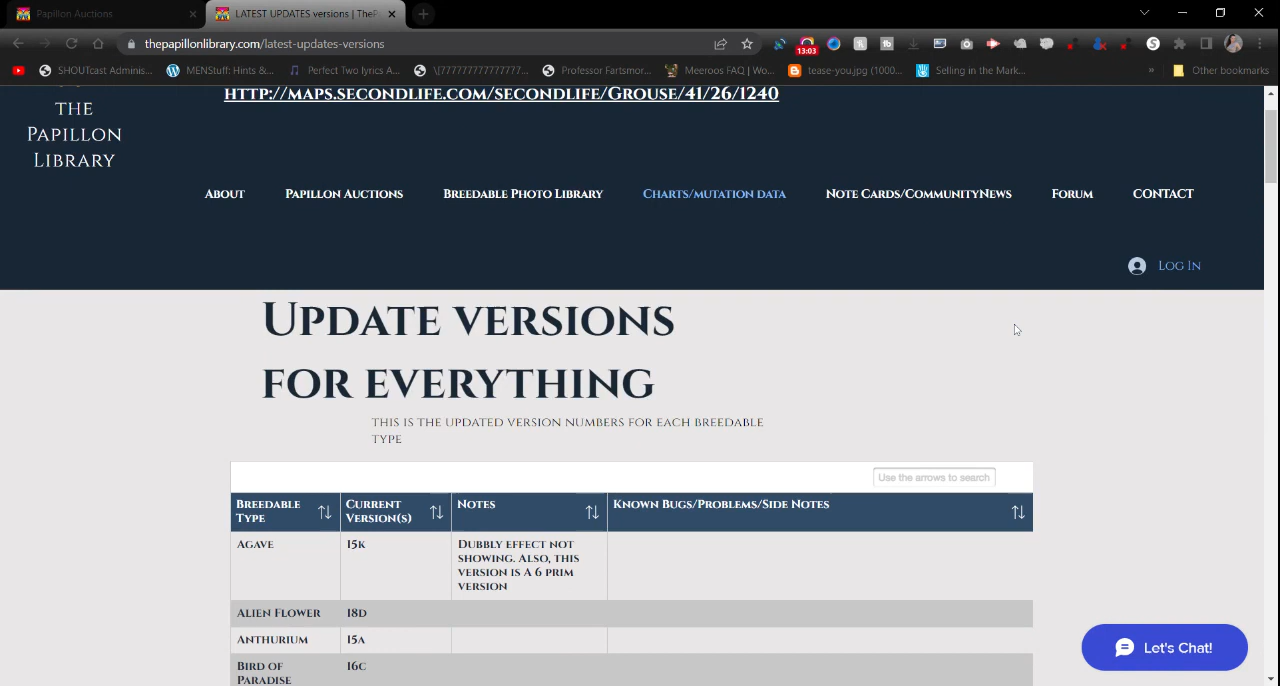 Papillon Auctions
LATEST UPDATES versions | TheP
thepapillonlibrary.com/latest-updates-versions
13:03
SHOUTcast Adminis...
MENStuff: Hints &...
Perfect Two lyrics A...
\[7777777777777...
Professor Fartsmor...
Meeroos FAQ | Wo...
tease-you.jpg (1000...
Selling in the Mark...
»
Other bookmarks
HTTP://MAPS.SECONDLIFE.COM/SECONDLIFE/GROUSE/41/26/1240
THE
PAPILLON
LIBRARY
ABOUT
PAPILLON AUCTIONS
BREEDABLE PHOTO LIBRARY
CHARTS/MUTATION DATA
NOTE CARDS/COMMUNITYNEWS
FORUM
CONTACT
LOG IN
UPDATE VERSIONS
FOR EVERYTHING
THIS IS THE UPDATED VERSION NUMBERS FOR EACH BREEDABLE
TYPE
Use the arrows to search
BREEDABLE
TYPE
CURRENT
VERSION(S)
NOTES
KNOWN BUGS/PROBLEMS/SIDE NOTES
AGAVE
15K
DUBBLY EFFECT NOT
SHOWING. ALSO, THIS
VERSION IS A 6 PRIM
VERSION
ALIEN FLOWER
18D
ANTHURIUM
15A
BIRD OF
PARADISE
16C
Let's Chat!